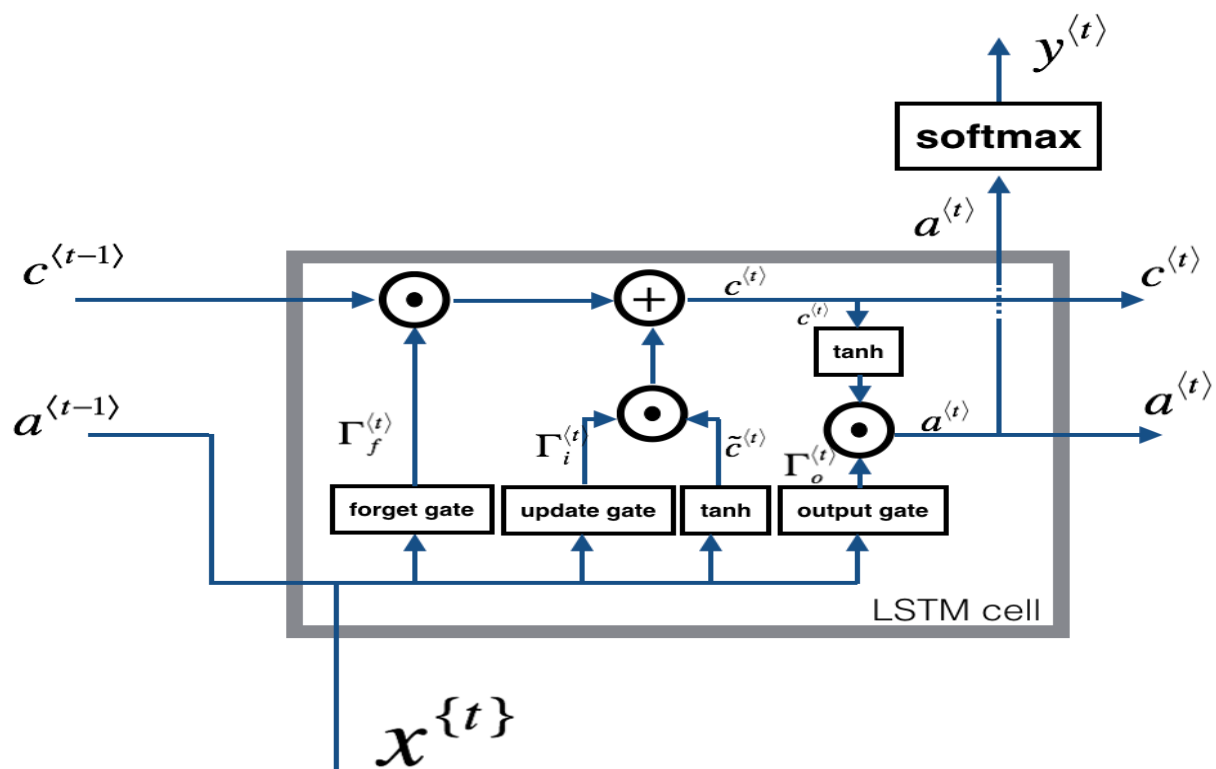 y⟨t⟩
softmax
a⟨t⟩
c⟨t−1⟩
c⟨t⟩
c⟨t⟩
c⟨t⟩
tanh
a⟨t−1⟩
a⟨t⟩
a⟨t⟩
Γf⟨t⟩
Γi⟨t⟩
c̃⟨t⟩
Γo⟨t⟩
forget gate
update gate
tanh
output gate
LSTM cell
x{t}